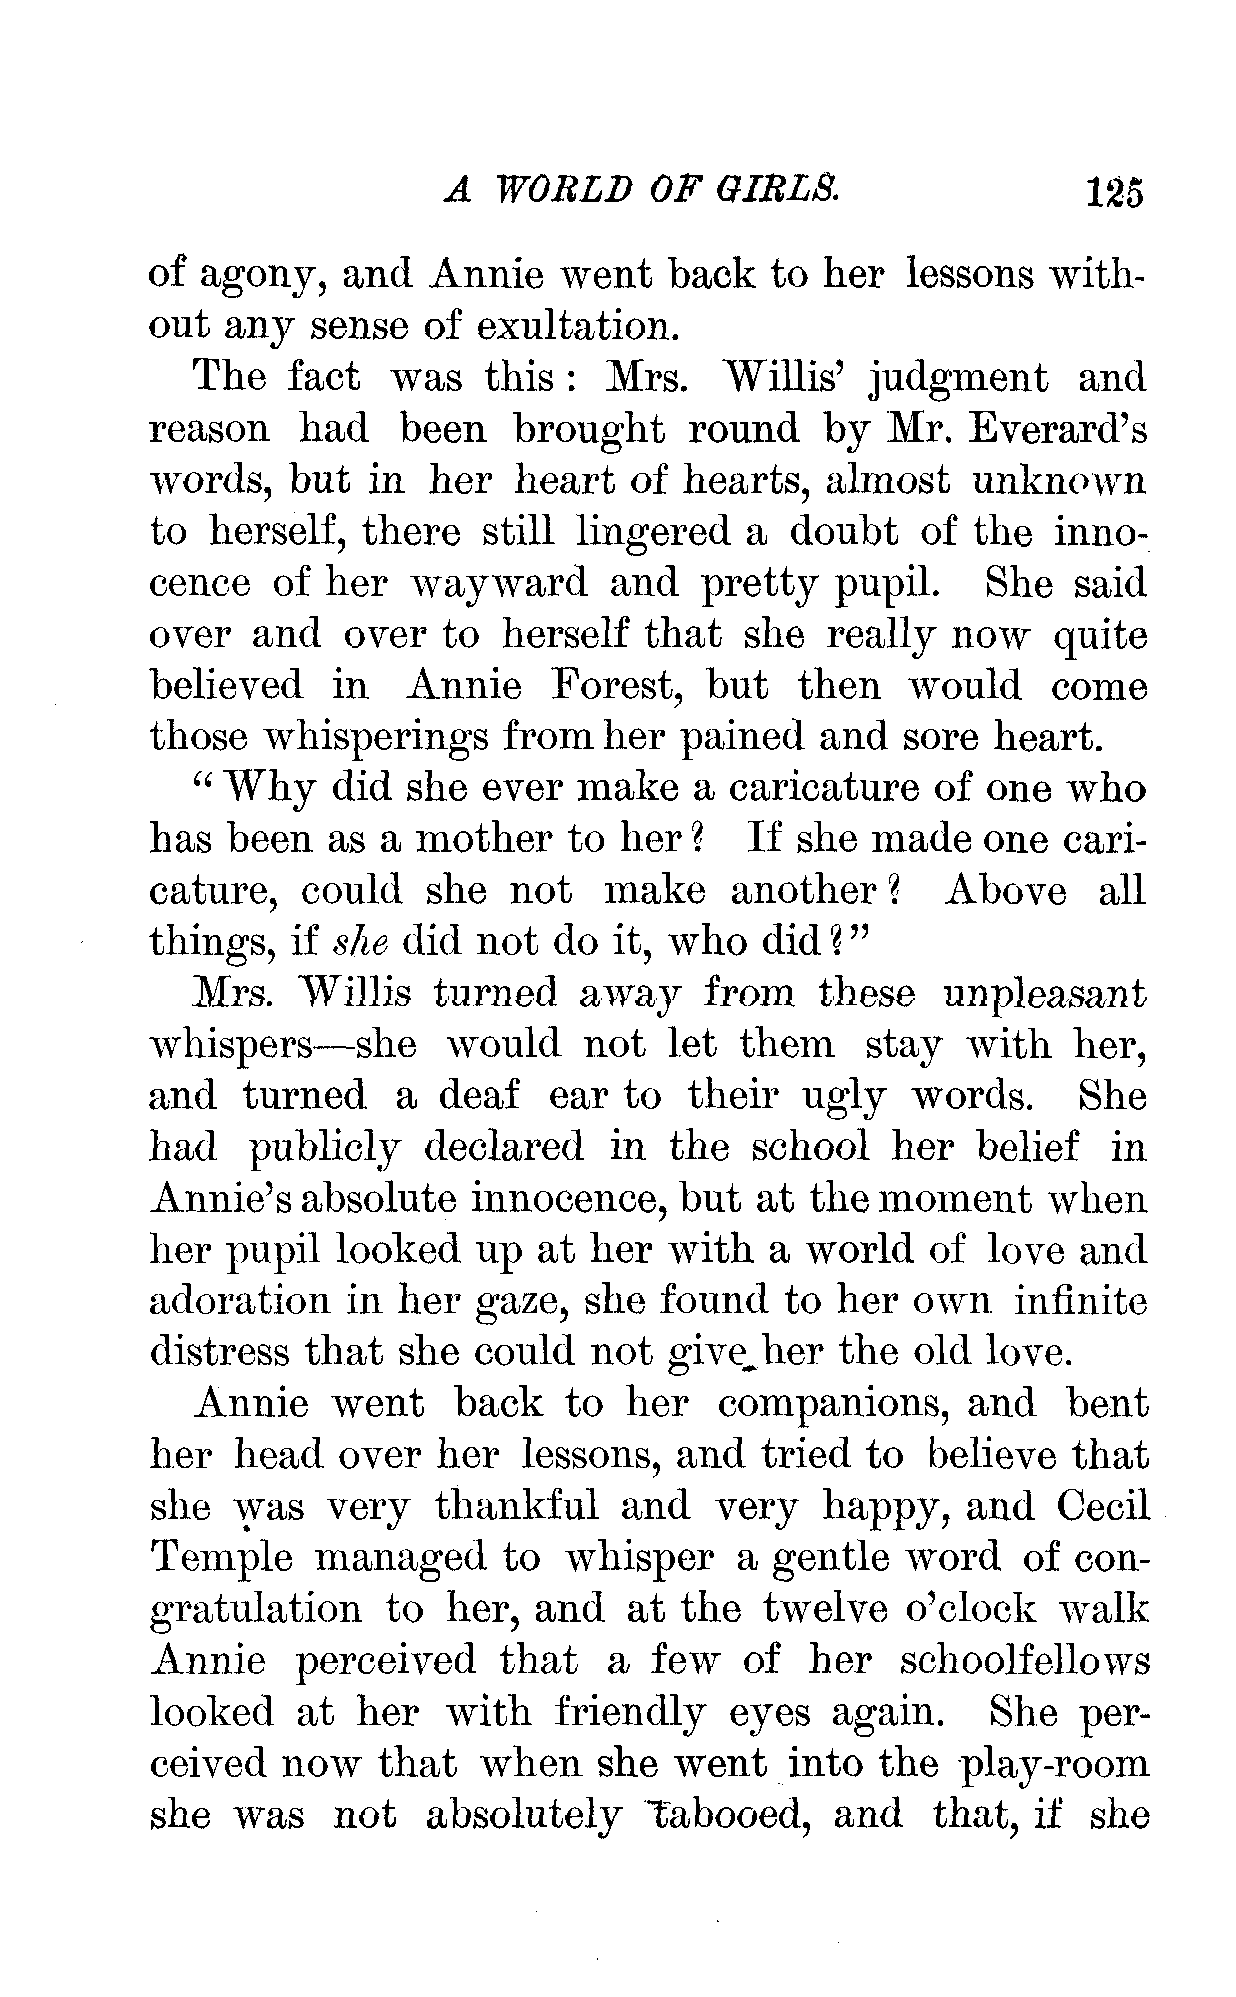 A WORLD OF GIRLS. 125
of agony, and Annie went back to her lessons with-
out any sense of exultation.
The fact was this : Mrs. Willis' judgment and
reason had been brought round by Mr. Everard's
words, but in her heart of hearts, almost unknown
to herself, there still lingered a doubt of the inno-
cence of her wayward and pretty pupil. She said
over and over to herself that she really now quite
believed in Annie Forest, but then would come
those whisperings from her pained and sore heart.
"Why did she ever make a caricature of one who
has been as a mother to her? If she made one cari-
cature, could she not make another? Above all
things, if she did not do it, who did?"
Mrs. Willis turned away from these unpleasant
whispers—she would not let them stay with her,
and turned a deaf ear to their ugly words. She
had publicly declared in the school her belief in
Annie's absolute innocence, but at the moment when
her pupil looked up at her with a world of love and
adoration in her gaze, she found to her own infinite
distress that she could not give her the old love.
Annie went back to her companions, and bent
her head over her lessons, and tried to believe that
she was very thankful and very happy, and Cecil
Temple managed to whisper a gentle word of con-
gratulation to her, and at the twelve o'clock walk
Annie perceived that a few of her schoolfellows
looked at her with friendly eyes again. She per-
ceived now that when she went into the play-room
she was not absolutely tabooed, and that, if she